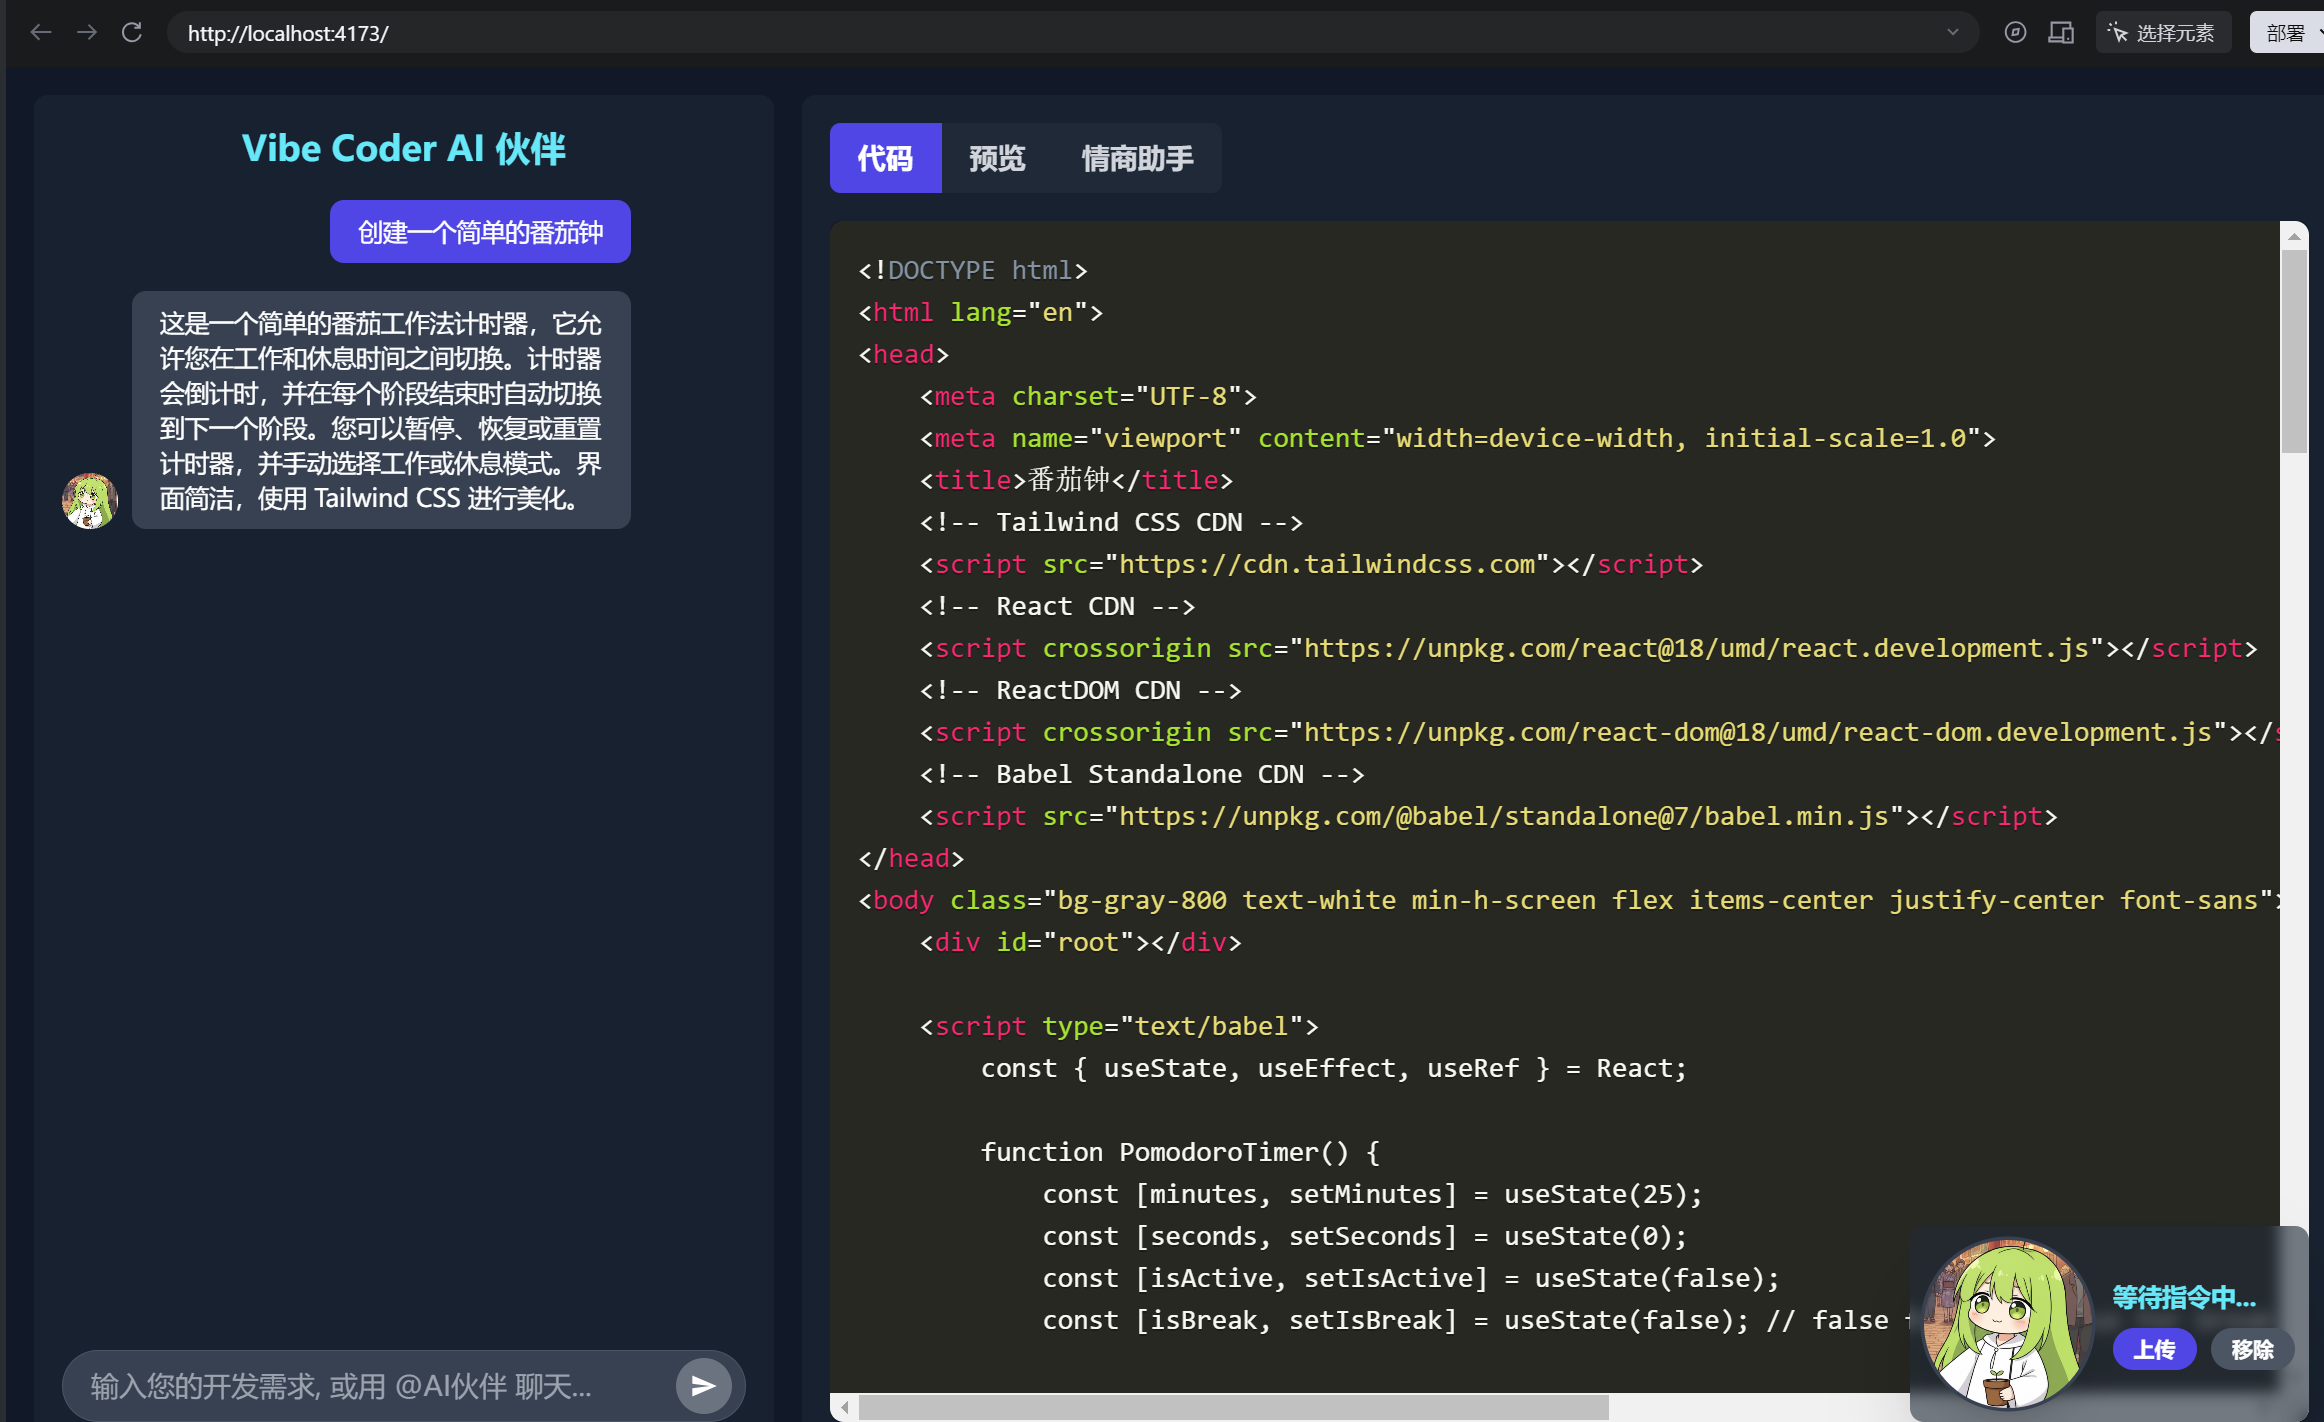 http://localhost:4173/
选择元素
部署
Vibe Coder AI 伙伴
创建一个简单的番茄钟
这是一个简单的番茄工作法计时器，它允
许您在工作和休息时间之间切换。计时器
会倒计时，并在每个阶段结束时自动切换
到下一个阶段。您可以暂停、恢复或重置
计时器，并手动选择工作或休息模式。界
面简洁，使用 Tailwind CSS 进行美化。
输入您的开发需求, 或用 @AI伙伴 聊天...
代码 预览 情商助手
<!DOCTYPE html>
<html lang="en">
<head>
    <meta charset="UTF-8">
    <meta name="viewport" content="width=device-width, initial-scale=1.0">
    <title>番茄钟</title>
    <!-- Tailwind CSS CDN -->
    <script src="https://cdn.tailwindcss.com"></script>
    <!-- React CDN -->
    <script crossorigin src="https://unpkg.com/react@18/umd/react.development.js"></script>
    <!-- ReactDOM CDN -->
    <script crossorigin src="https://unpkg.com/react-dom@18/umd/react-dom.development.js"></
    <!-- Babel Standalone CDN -->
    <script src="https://unpkg.com/@babel/standalone@7/babel.min.js"></script>
</head>
<body class="bg-gray-800 text-white min-h-screen flex items-center justify-center font-sans">
    <div id="root"></div>
    <script type="text/babel">
        const { useState, useEffect, useRef } = React;
        function PomodoroTimer() {
            const [minutes, setMinutes] = useState(25);
            const [seconds, setSeconds] = useState(0);
            const [isActive, setIsActive] = useState(false);
            const [isBreak, setIsBreak] = useState(false); // false
等待指令中...
上传 移除